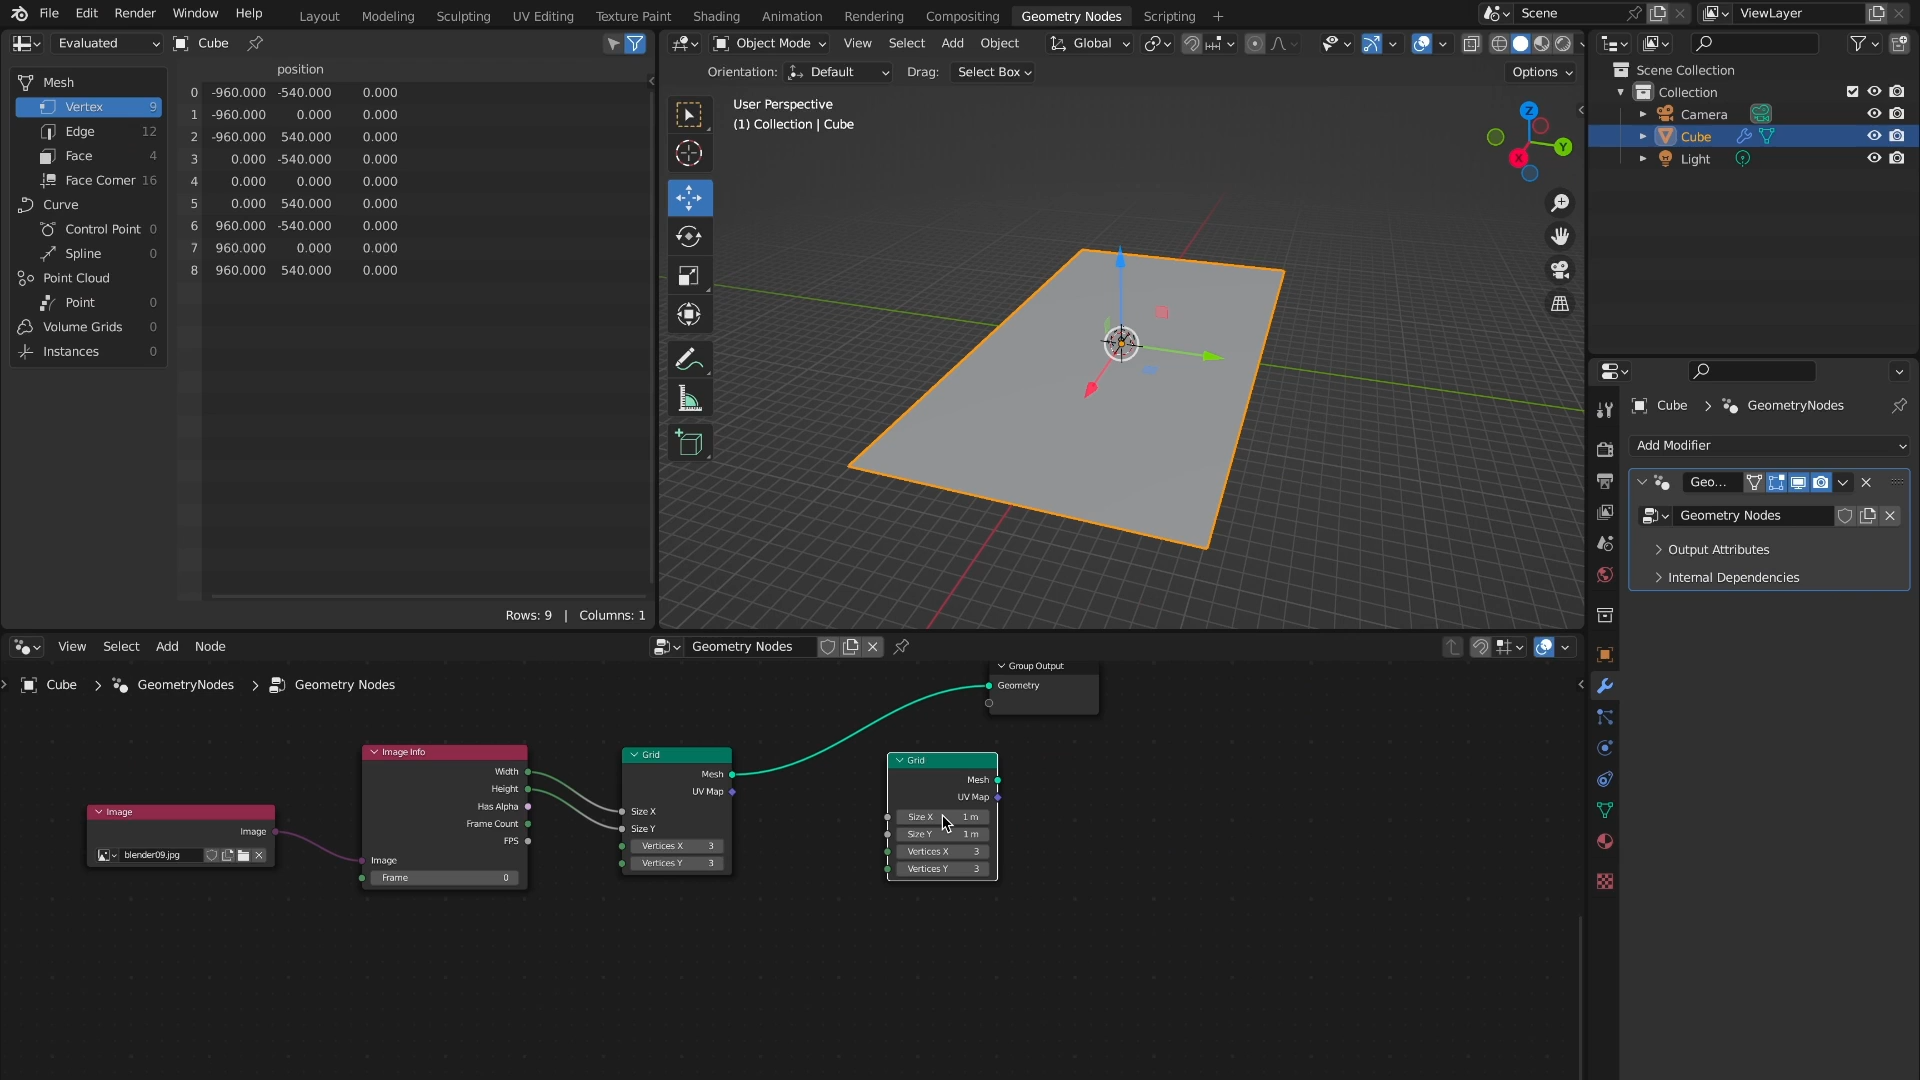 File Edit Render Window Help
Layout Modeling Sculpting UV Editing Texture Paint Shading Animation Rendering Compositing Geometry Nodes Scripting +
Scene
ViewLayer
Evaluated
Cube
Mesh
Vertex 9
Edge 12
Face 4
Face Corner 16
Curve
Control Point 0
Spline 0
Point Cloud
Point 0
Volume Grids 0
Instances 0
position
0 -960.000 -540.000 0.000
1 -960.000 0.000 0.000
2 -960.000 540.000 0.000
3 0.000 -540.000 0.000
4 0.000 0.000 0.000
5 0.000 540.000 0.000
6 960.000 -540.000 0.000
7 960.000 0.000 0.000
8 960.000 540.000 0.000
Rows: 9 | Columns: 1
Object Mode View Select Add Object Global
Orientation: Default Drag: Select Box
Options
User Perspective
(1) Collection | Cube
Z
Y
X
Scene Collection
Collection
Camera
Cube
Light
Cube > GeometryNodes
Add Modifier
Geo...
Geometry Nodes
Output Attributes
Internal Dependencies
View Select Add Node
Geometry Nodes
Cube > GeometryNodes > Geometry Nodes
Image
Image
blender09.jpg
Image Info
Width
Height
Has Alpha
Frame Count
FPS
Image
Frame 0
Grid
Mesh
UV Map
Size X
Size Y
Vertices X 3
Vertices Y 3
Grid
Mesh
UV Map
Size X 1 m
Size Y 1 m
Vertices X 3
Vertices Y 3
Group Output
Geometry